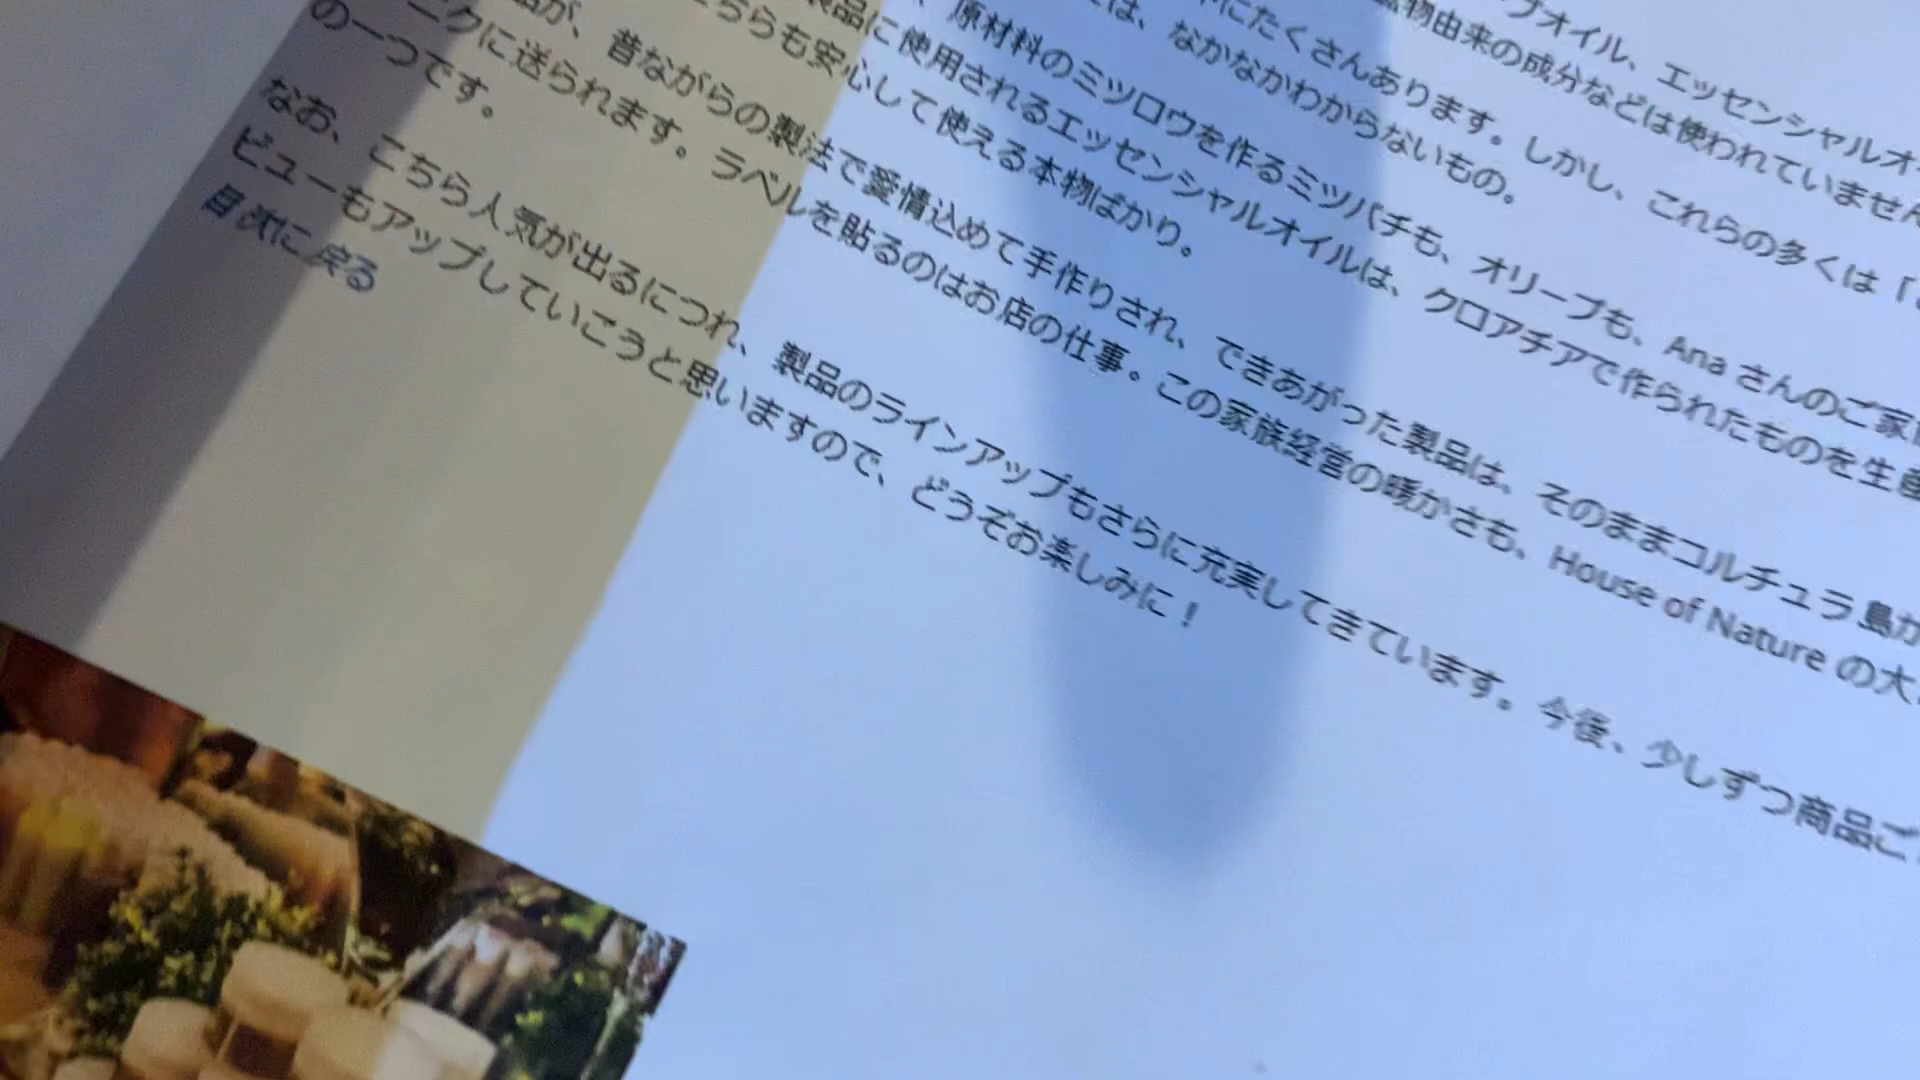 ブオイル、エッセンシャルオ
物由来の成分などは使われていません
にたくさんあります。しかし、これらの多くは「
は、なかなかわからないもの。
原材料のミツロウを作るミツバチも、オリーブも、Ana さんのご家
製品に使用されるエッセンシャルオイルは、クロアチアで作られたものを生産
ちらも安心して使える本物ばかり。
品が、昔ながらの製法で愛情込めて手作りされ、できあがった製品は、そのままコルチュラ島か
ークに送られます。ラベルを貼るのはお店の仕事。この家族経営の暖かさも、House of Nature の大
の一つです。
なお、こちら人気が出るにつれ、製品のラインアップもさらに充実してきています。今後、少しずつ商品ご
ビューもアップしていこうと思いますので、どうぞお楽しみに！
目次に戻る